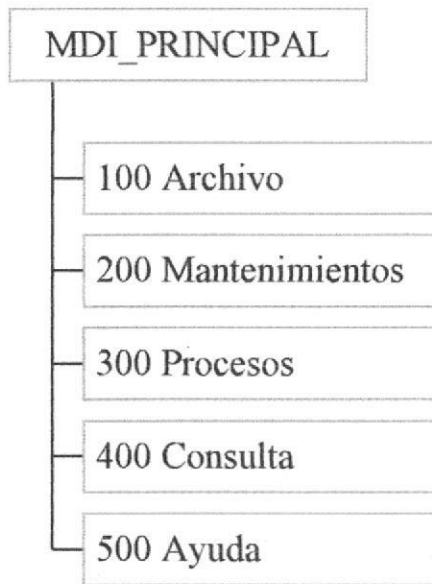 MDI_PRINCIPAL
100 Archivo
200 Mantenimientos
300 Procesos
400 Consulta
500 Ayuda